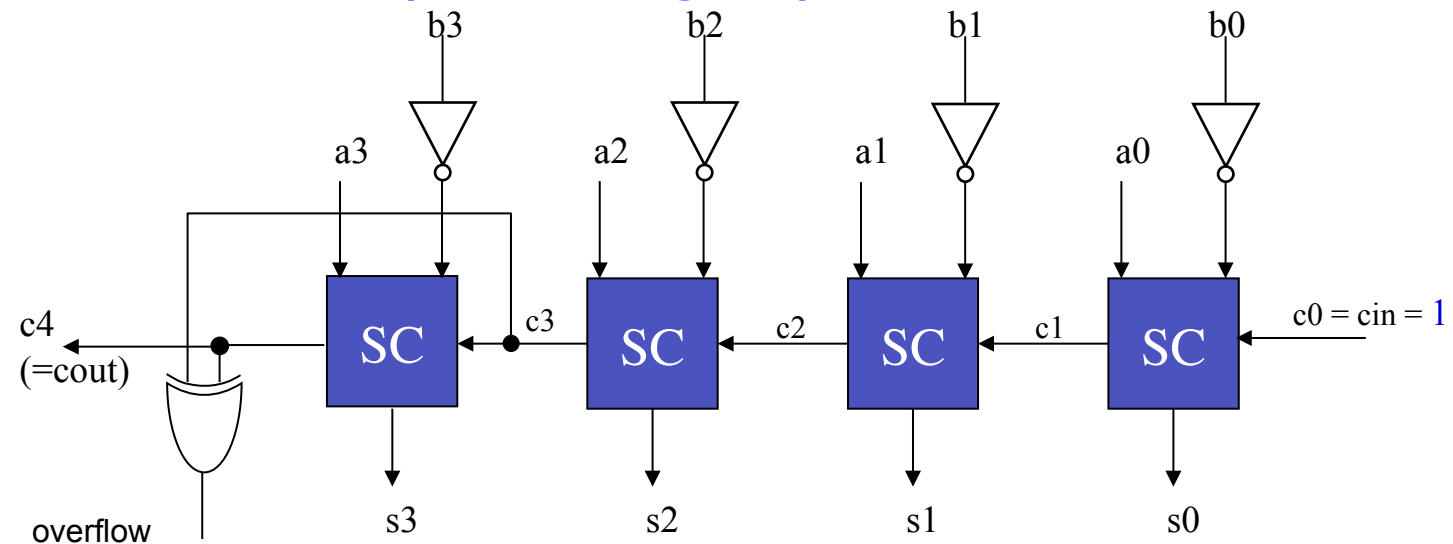 b3
b2
b1
b0
a3
a2
a1
a0
c4
(=cout)
SC
c3
SC
c2
SC
c1
SC
c0 = cin = 1
overflow
s3
s2
s1
s0